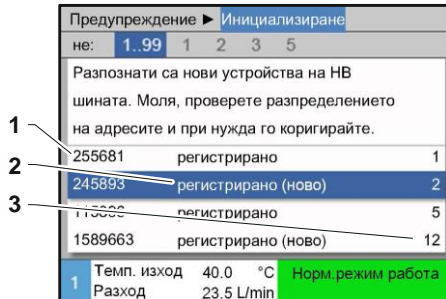 Предупреждение ► Инициализиране
не: 1..99 1 2 3 5
Разпознати са нови устройства на HB
шината. Моля, проверете разпределението
на адресите и при нужда го коригирайте.
1
255681 регистрирано 1
2
245893 регистрирано (ново) 2
3
регистрирано 5
1589663 регистрирано (ново) 12
1 Темп. изход 40.0 °C Норм.режим работа
Разход 23.5 L/min